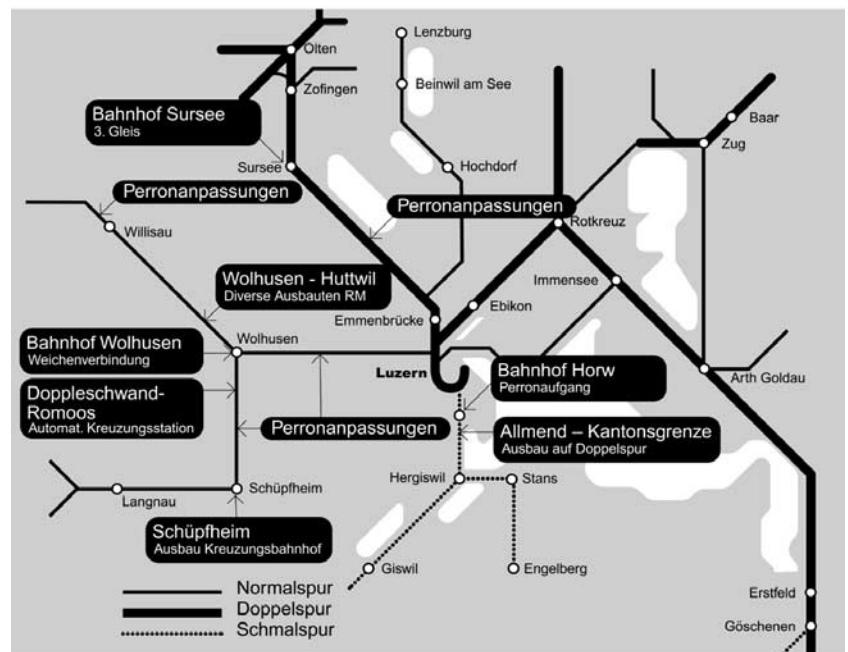 Lenzburg
Olten
Beinwil am See
Zofingen
Bahnhof Sursee
3. Gleis
Baar
Zug
Sursee
Hochdorf
Perronanpassungen
Perronanpassungen
Willisau
Rotkreuz
Wolhusen - Huttwil
Diverse Ausbauten RM
Immensee
Ebikon
Emmenbrücke
Bahnhof Wolhusen
Weichenverbindung
Wolhusen
Luzern
Bahnhof Horw
Perronaufgang
Arth Goldau
Doppleschwand-
Romoos
Automat. Kreuzungsstation
Perronanpassungen
Allmend – Kantonsgrenze
Ausbau auf Doppelspur
Hergiswil
Stans
Langnau
Schüpfheim
Schüpfheim
Ausbau Kreuzungsbahnhof
Giswil
Engelberg
Normalspur
Doppelspur
Schmalspur
Erstfeld
Göschenen